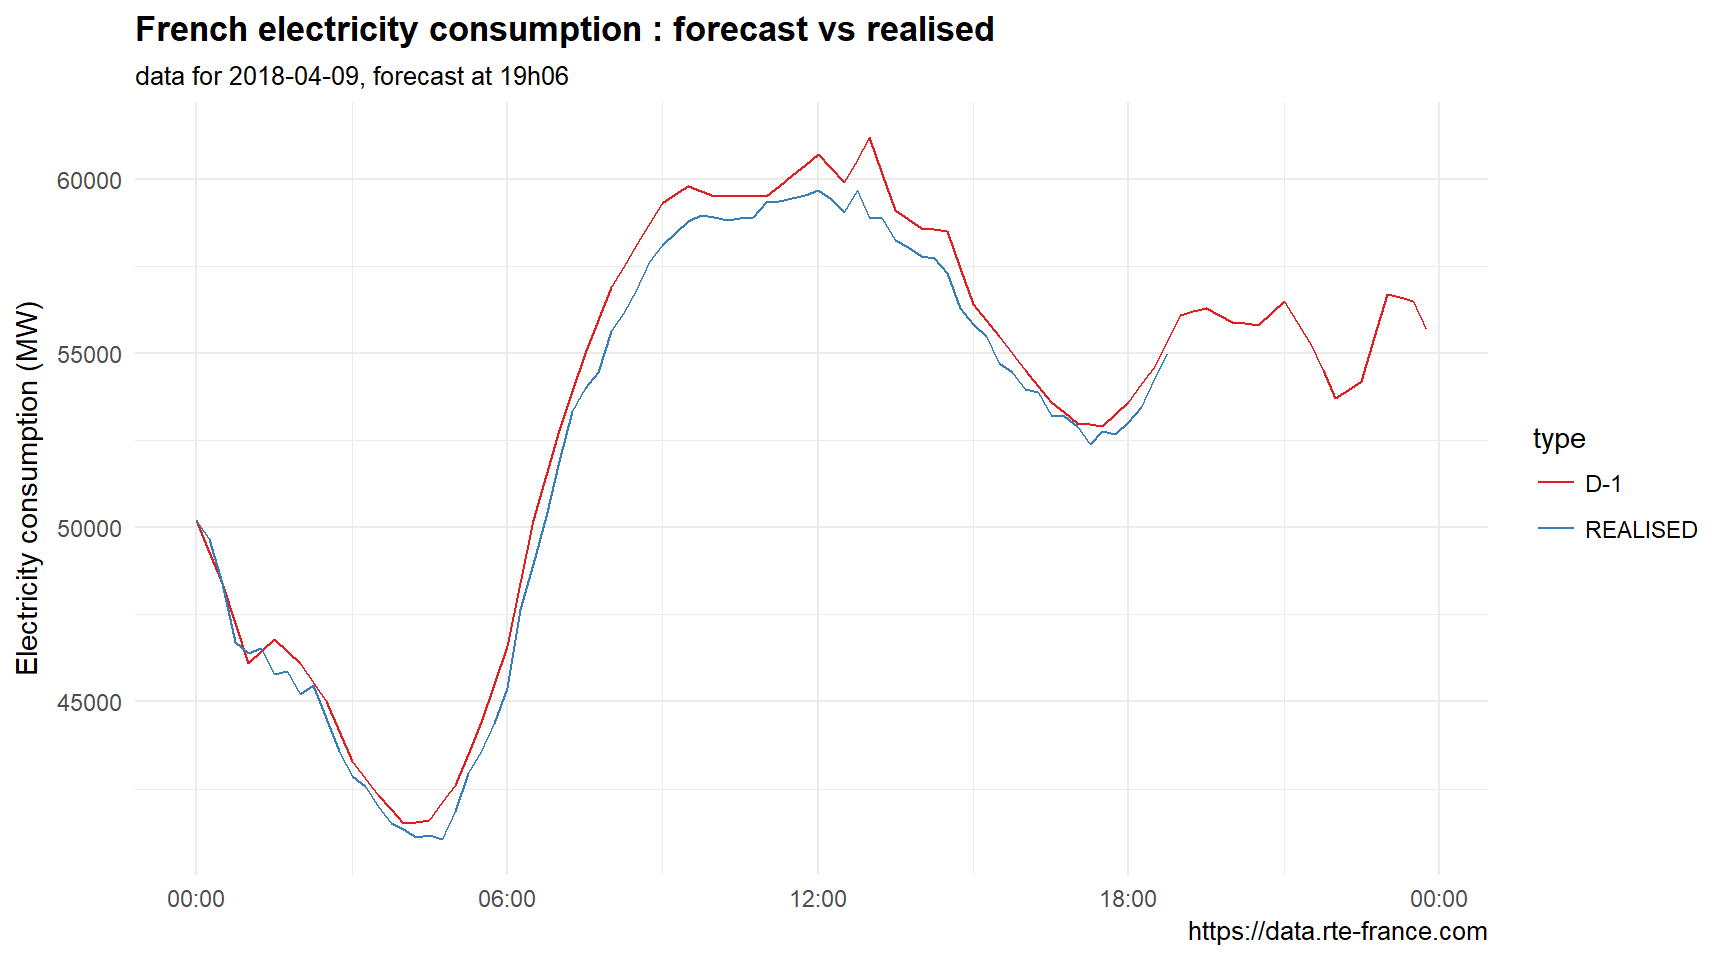 French electricity consumption : forecast vs realised
data for 2018-04-09, forecast at 19h06
Electricity consumption (MW)
60000
55000
50000
45000
00:00
06:00
12:00
18:00
00:00
https://data.rte-france.com
type
D-1
REALISED